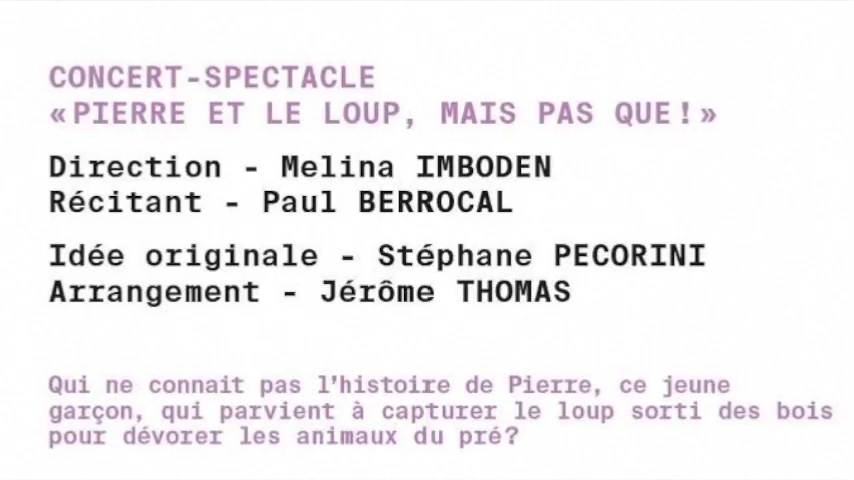 CONCERT-SPECTACLE
«PIERRE ET LE LOUP, MAIS PAS QUE!»
Direction - Melina IMBODEN
Récitant - Paul BERROCAL
Idée originale - Stéphane PECORINI
Arrangement - Jérôme THOMAS
Qui ne connait pas l'histoire de Pierre, ce jeune
garçon, qui parvient à capturer le loup sorti des bois
pour dévorer les animaux du pré?